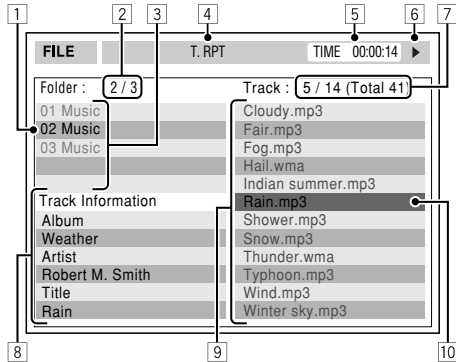 1 2 3 4 5 6 7
FILE T. RPT TIME 00:00:14
Folder : 2 / 3
Track : 5 / 14 (Total 41)
01 Music
02 Music
03 Music
Track Information
Album
Weather
Artist
Robert M. Smith
Title
Rain
Cloudy.mp3
Fair.mp3
Fog.mp3
Hail.wma
Indian summer.mp3
Rain.mp3
Shower.mp3
Snow.mp3
Thunder.wma
Typhoon.mp3
Wind.mp3
Winter sky.mp3
8 9 10